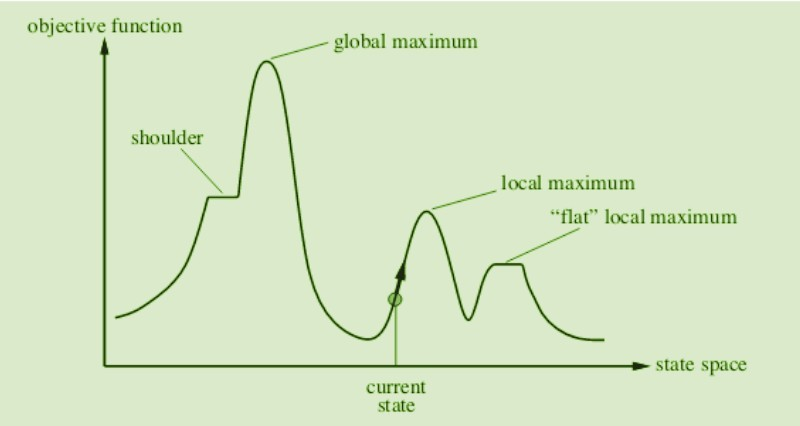 objective function
global maximum
shoulder
local maximum
“flat” local maximum
state space
current
state